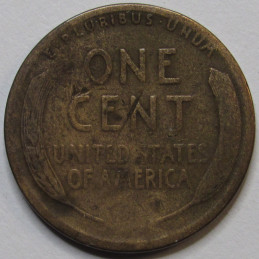 E·PLURIBUS·UNUM
ONE
CENT
UNITED STATES
OF AMERICA